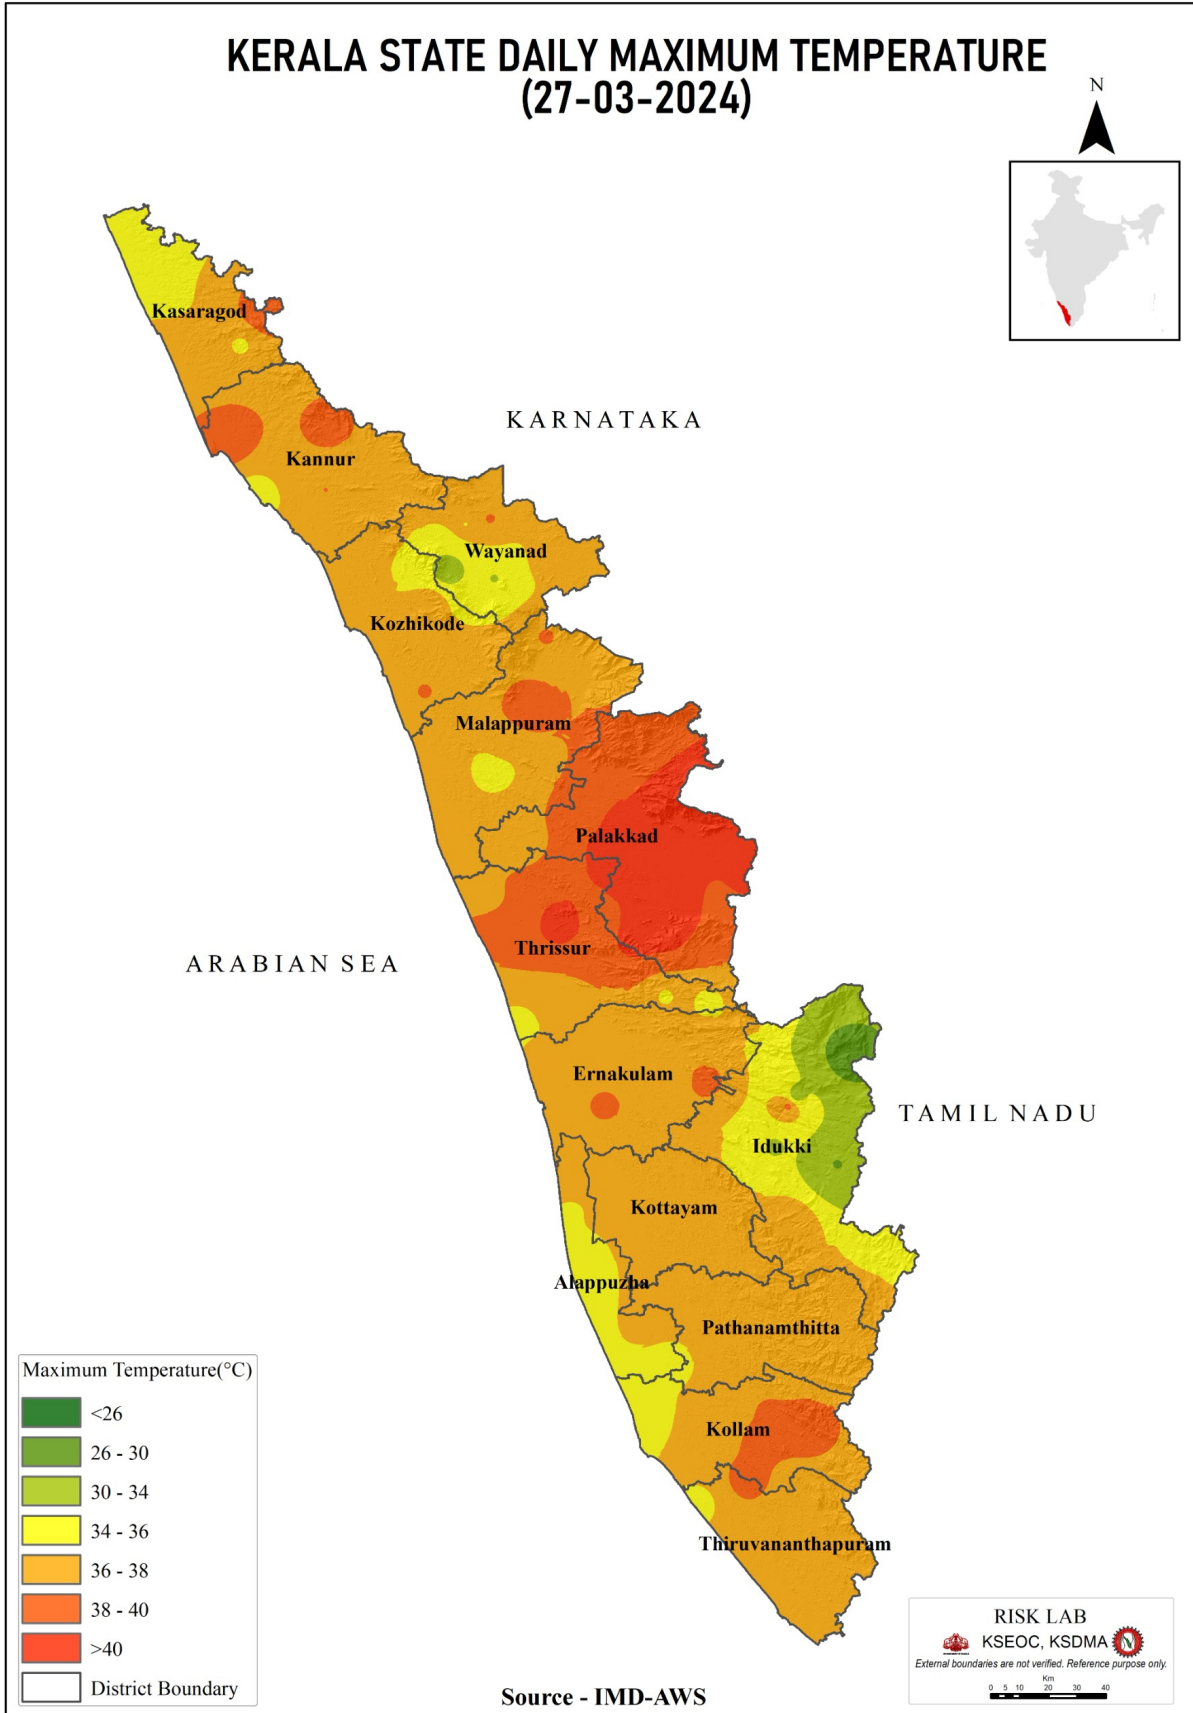 KERALA STATE DAILY MAXIMUM TEMPERATURE
(27-03-2024)
N
Kasaragod
KARNATAKA
Kannur
Wayanad
Kozhikode
Malappuram
Palakkad
Thrissur
ARABIAN SEA
Ernakulam
TAMIL NADU
Idukki
Kottayam
Alappuzha
Pathanamthitta
Kollam
Thiruvananthapuram
Maximum Temperature(°C)
<26
26 - 30
30 - 34
34 - 36
36 - 38
38 - 40
>40
District Boundary
Source - IMD-AWS
RISK LAB
KSEOC, KSDMA
External boundaries are not verified. Reference purpose only.
Km
0 5 10 20 30 40